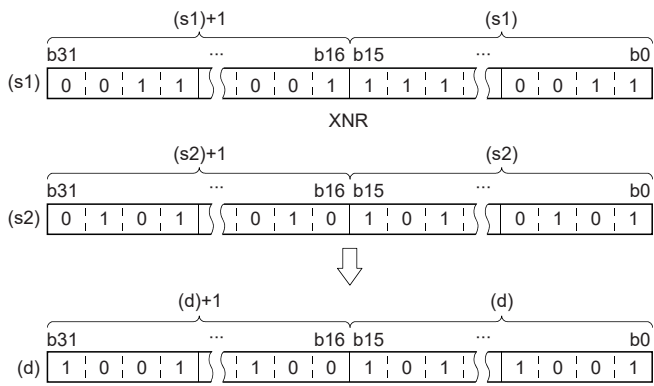 (s1)+1 (s1)
b31 ... b16 b15 ... b0
(s1) 0 0 1 1 0 0 1 1 1 1 0 0 1 1
XNR
(s2)+1 (s2)
b31 ... b16 b15 ... b0
(s2) 0 1 0 1 0 1 0 1 0 1 0 1 0 1
(d)+1 (d)
b31 ... b16 b15 ... b0
(d) 1 0 0 1 1 0 0 1 0 1 1 0 0 1